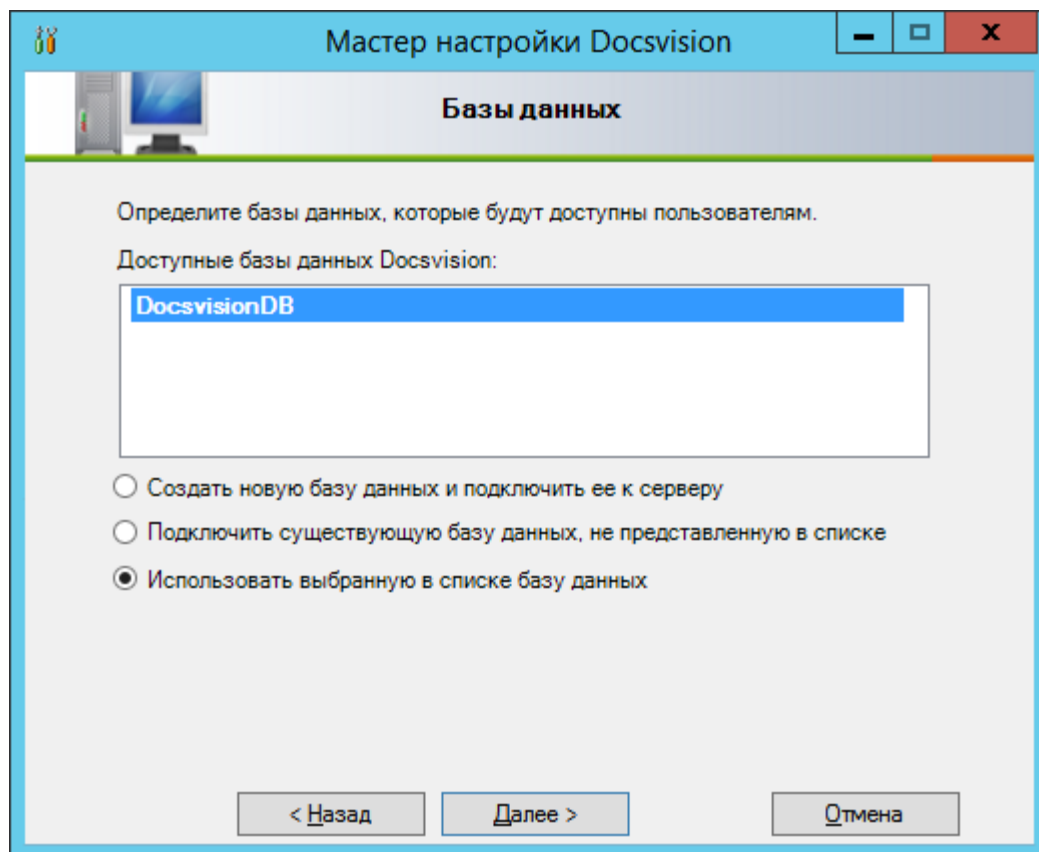 Мастер настройки Docsvision
Базы данных
Определите базы данных, которые будут доступны пользователям.
Доступные базы данных Docsvision:
DocsvisionDB
Создать новую базу данных и подключить ее к серверу
Подключить существующую базу данных, не представленную в списке
Использовать выбранную в списке базу данных
< Назад Далее > Отмена